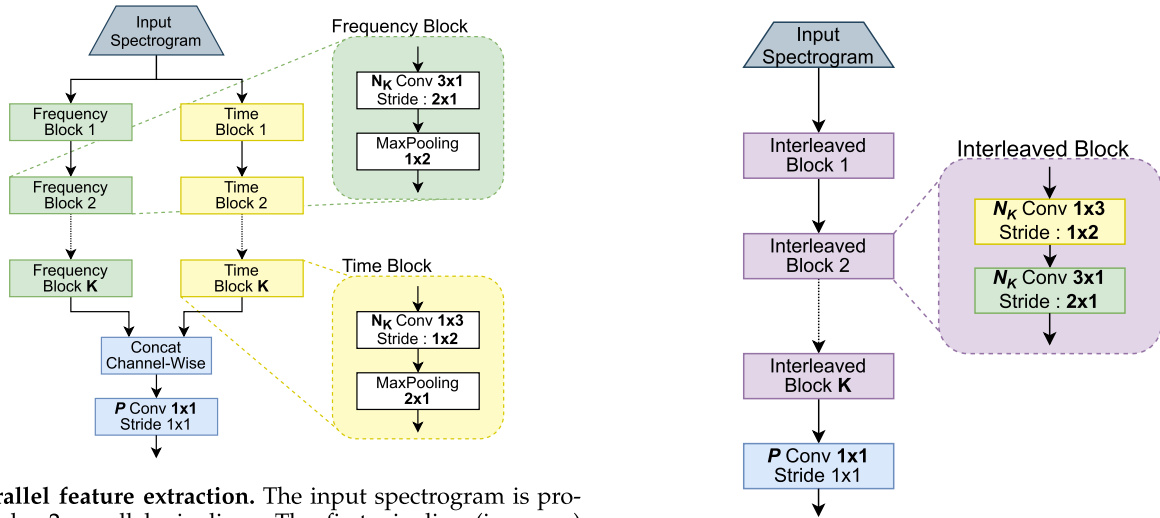 Input
Spectrogram
Frequency
Block 1
Time
Block 1
Frequency
Block 2
Time
Block 2
Frequency
Block K
Time
Block K
Concat
Channel-Wise
P Conv 1x1
Stride 1x1
Frequency Block
N_K Conv 3x1
Stride : 2x1
MaxPooling
1x2
Time Block
N_K Conv 1x3
Stride : 1x2
MaxPooling
2x1
rallel feature extraction. The input spectrogram is pro-
Input
Spectrogram
Interleaved
Block 1
Interleaved
Block 2
Interleaved
Block K
P Conv 1x1
Stride 1x1
Interleaved Block
N_K Conv 1x3
Stride : 1x2
N_K Conv 3x1
Stride : 2x1